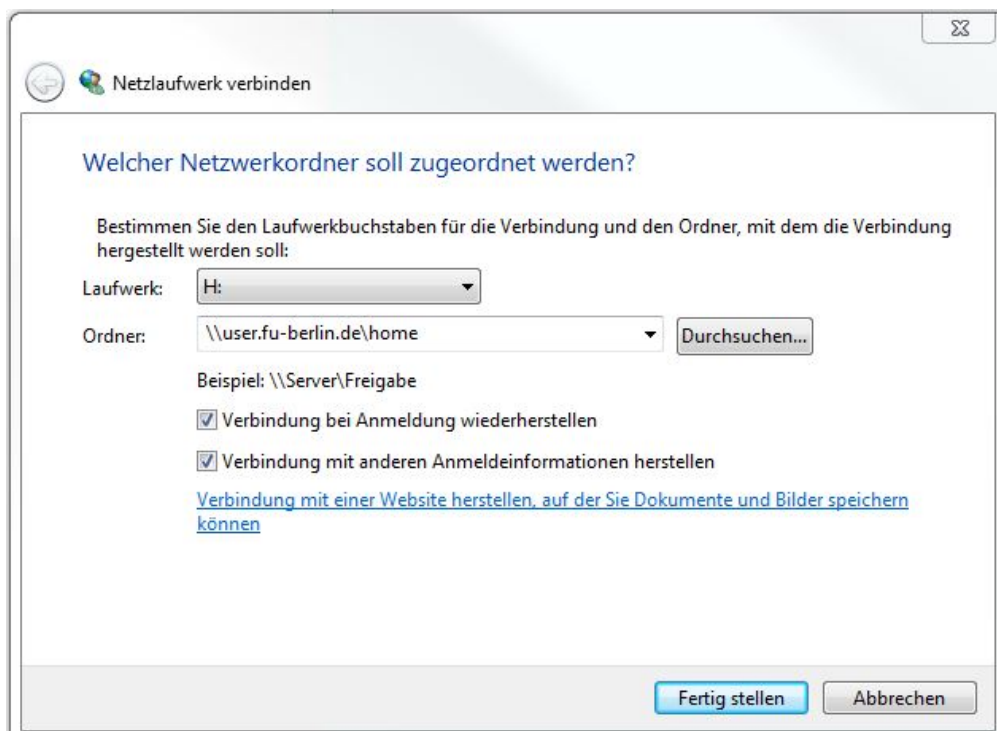 Netzlaufwerk verbinden
Welcher Netzwerkordner soll zugeordnet werden?
Bestimmen Sie den Laufwerkbuchstaben für die Verbindung und den Ordner, mit dem die Verbindung
hergestellt werden soll:
Laufwerk: H:
Ordner: \\user.fu-berlin.de\home Durchsuchen...
Beispiel: \\Server\Freigabe
Verbindung bei Anmeldung wiederherstellen
Verbindung mit anderen Anmeldeinformationen herstellen
Verbindung mit einer Website herstellen, auf der Sie Dokumente und Bilder speichern
können
Fertig stellen Abbrechen